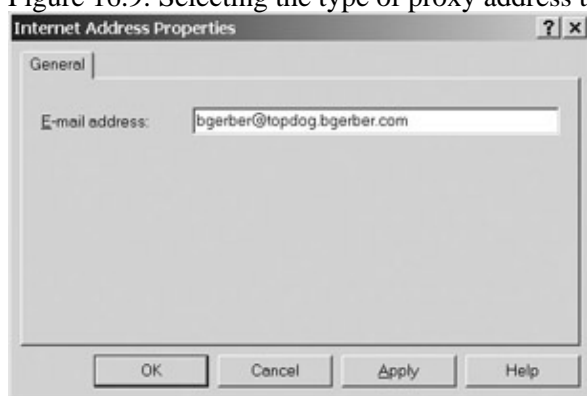 Figure 16.9. Selecting the type of proxy address t
Internet Address Properties
General
E-mail address: bgerber@topdog.bgerber.com
OK Cancel Apply Help